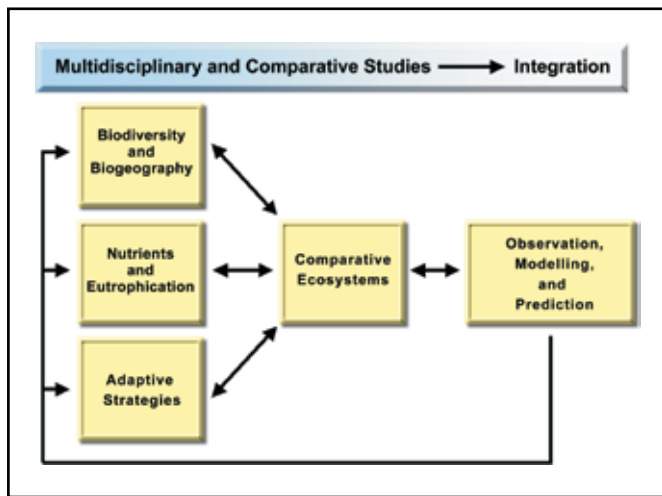 Multidisciplinary and Comparative Studies Integration
Biodiversity
and
Biogeography
Nutrients
and
Eutrophication
Adaptive
Strategies
Comparative
Ecosystems
Observation,
Modelling,
and
Prediction